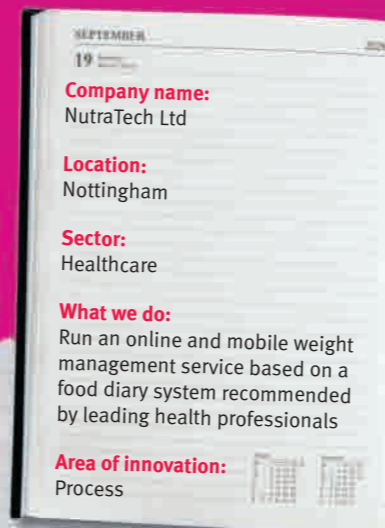 SEPTEMBER
19
Company name:
NutraTech Ltd
Location:
Nottingham
Sector:
Healthcare
What we do:
Run an online and mobile weight
management service based on a
food diary system recommended
by leading health professionals
Area of innovation:
Process